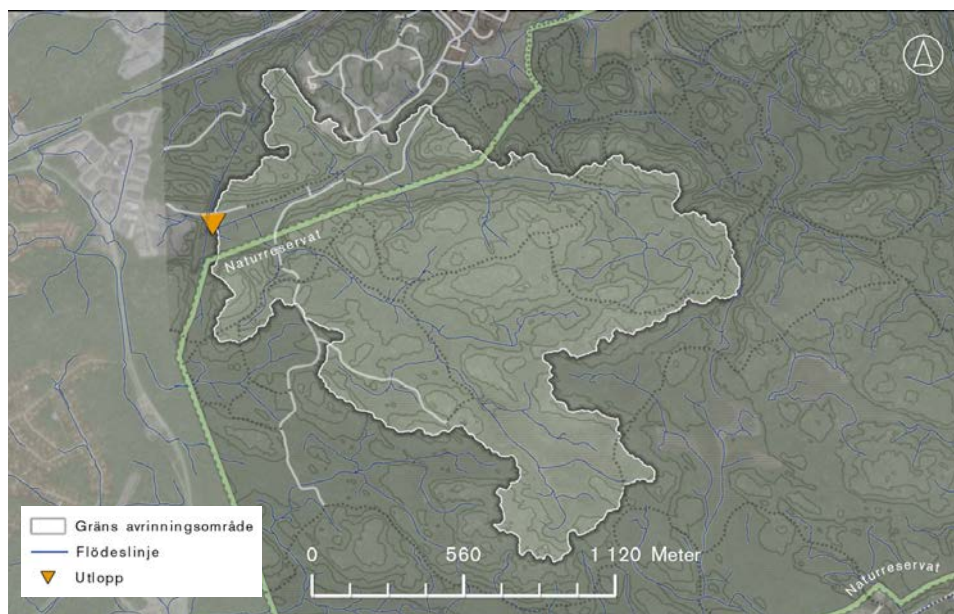 Naturreservat
Gräns avrinningsområde
Flödeslinje
Utlopp
0 560 1 120 Meter
Naturreservat